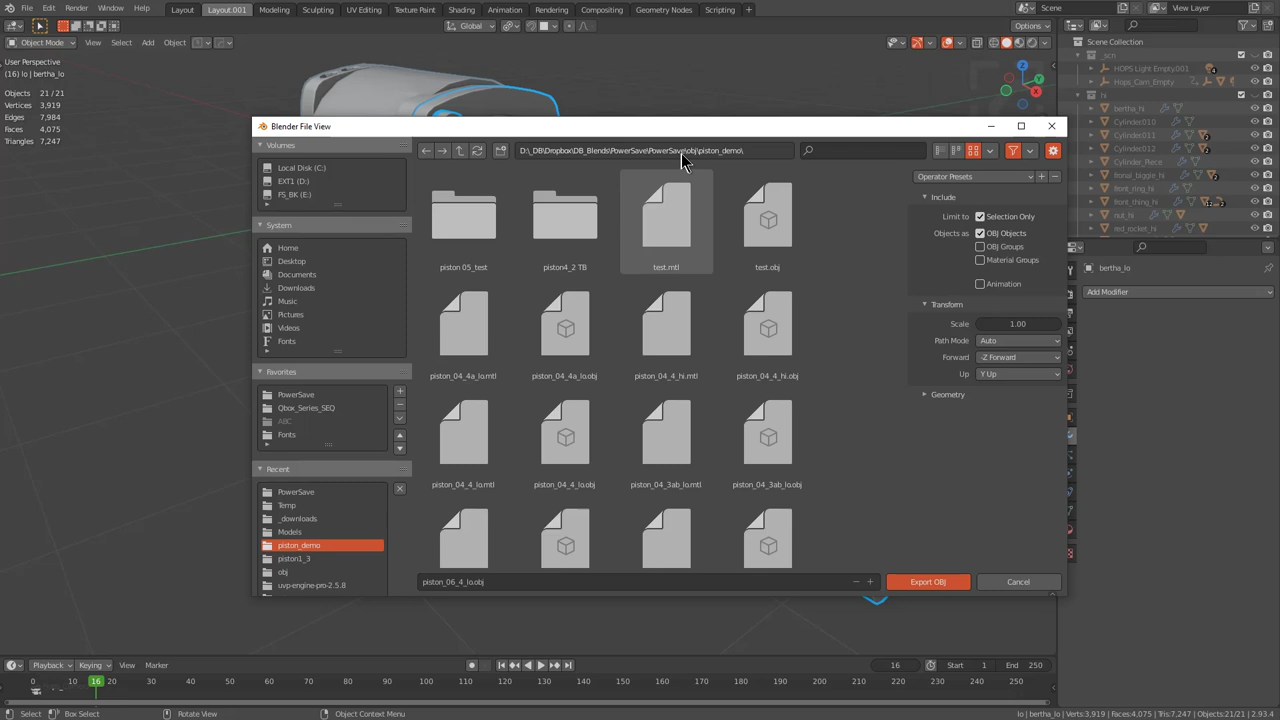 File Edit Render Window Help
Layout Layout.001 Modeling Sculpting UV Editing Texture Paint Shading Animation Rendering Compositing Geometry Nodes Scripting
Scene
View Layer
Global
Options
Object Mode View Select Add Object
User Perspective
(16) lo | bertha_lo
Objects 21 / 21
Vertices 3,919
Edges 7,984
Faces 4,075
Triangles 7,247
Scene Collection
_scn
HOPS Light Empty.001
Hops_Cam_Empty
hi
bertha_hi
Cylinder010
Cylinder011
Cylinder012
Cylinder_Piece
fronal_baggle_hi
front_ring_hi
front_thing_hi
nut_hi
red_rocket_hi
bertha_lo
Add Modifier
Blender File View
Volumes
Local Disk (C:)
EXT1 (D:)
FS_BK (E:)
System
Home
Desktop
Documents
Downloads
Music
Pictures
Videos
Fonts
Favorites
PowerSave
Qbox_Series_SEQ
ABC
Fonts
Recent
PowerSave
Temp
_downloads
Models
piston_demo
piston1_3
obj
uvp-engine-pro-2.5.8
D:\_DB\Dropbox\DB_Blends\PowerSave\PowerSave\obj\piston_demo\
piston 05_test piston4_2 TB test.mtl test.obj
piston_04_4a_lo.mtl piston_04_4a_lo.obj piston_04_4_hi.mtl piston_04_4_hi.obj
piston_04_4_lo.mtl piston_04_4_lo.obj piston_04_3ab_lo.mtl piston_04_3ab_lo.obj
piston_06_4_lo.obj
Export OBJ
Cancel
Operator Presets
Include
Limit to Selection Only
Objects as OBJ Objects
OBJ Groups
Material Groups
Animation
Transform
Scale 1.00
Path Mode Auto
Forward -Z Forward
Up Y Up
Geometry
Playback Keying View Marker
16 Start 1 End 250
0 16 20 30 40 50 60 70 80 90 100 110 120 130 140 150 160 170 180 190 200 210 220 230 240 250
Select Box Select Rotate View Object Context Menu
lo | bertha_lo | Verts:3,919 | Faces:4,075 | Tris:7,247 | Objects:21/21 | 2.93.4